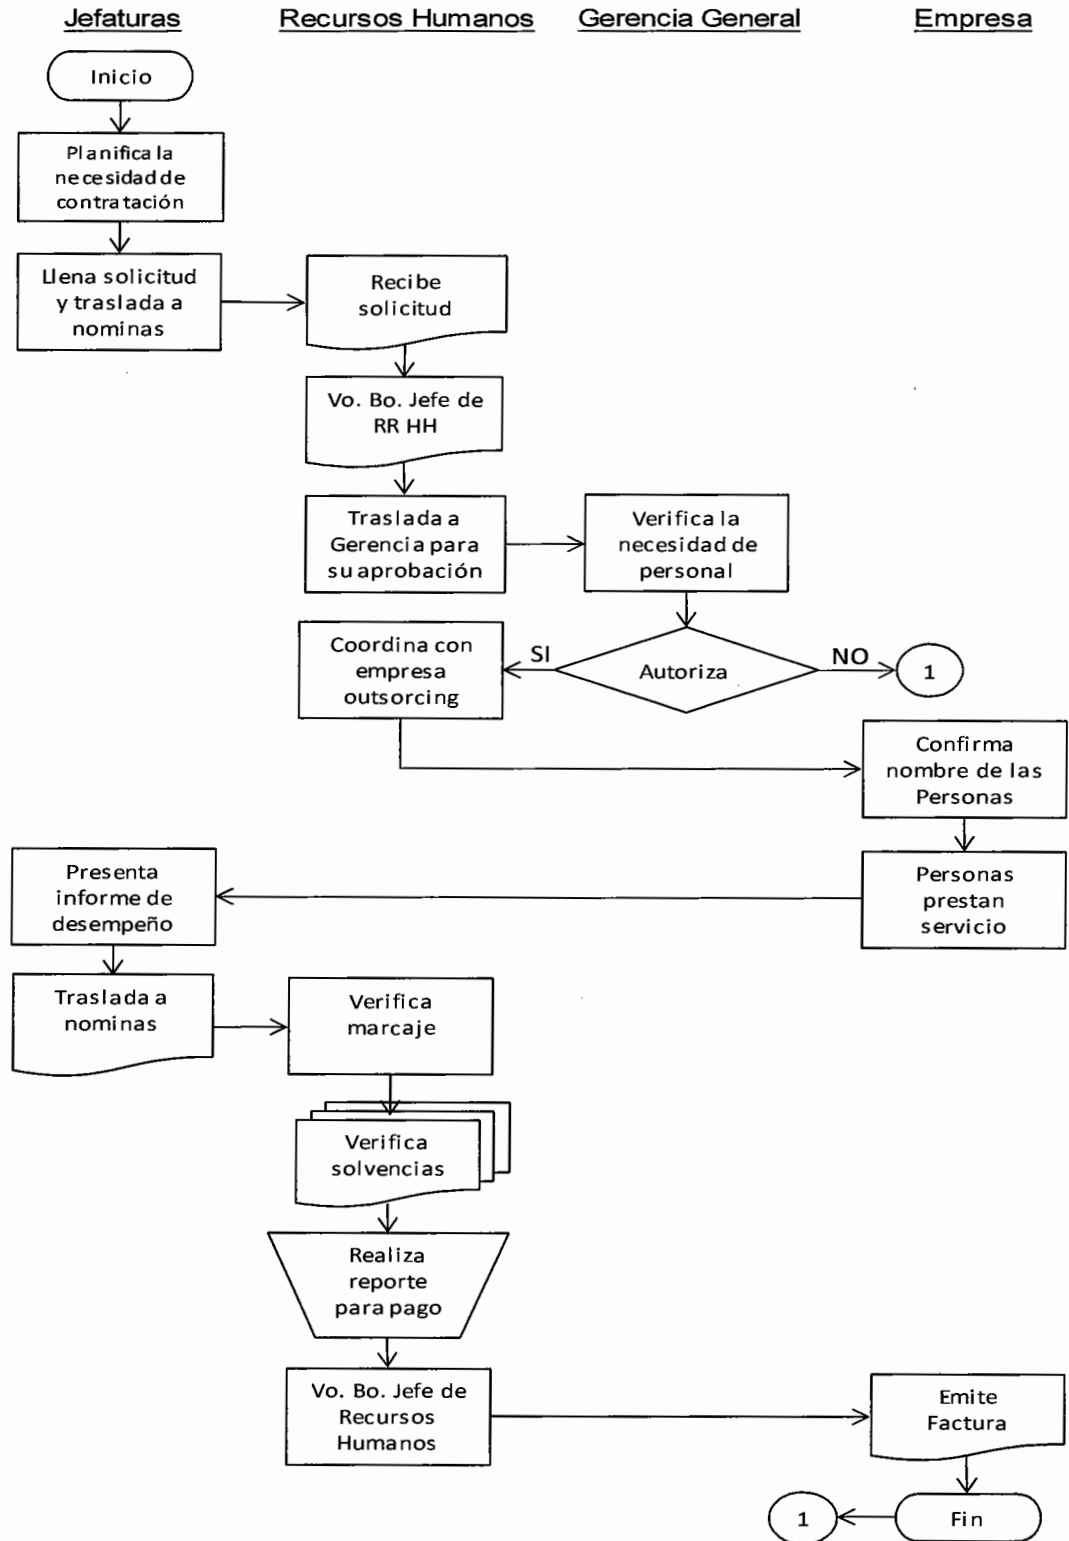 Jefaturas
Recursos Humanos
Gerencia General
Empresa
Inicio
Planifica la
necesidad de
contratación
Llena solicitud
y traslada a
nominas
Recibe
solicitud
Vo. Bo. Jefe de
RR HH
Traslada a
Gerencia para
su aprobación
Verifica la
necesidad de
personal
Coordina con
empresa
outsorcing
SI
Autoriza
NO
1
Confirma
nombre de las
Personas
Presenta
informe de
desempeño
Personas
prestan
servicio
Traslada a
nominas
Verifica
marcaje
Verifica
solvencias
Realiza
reporte
para pago
Vo. Bo. Jefe de
Recursos
Humanos
Emite
Factura
1
Fin